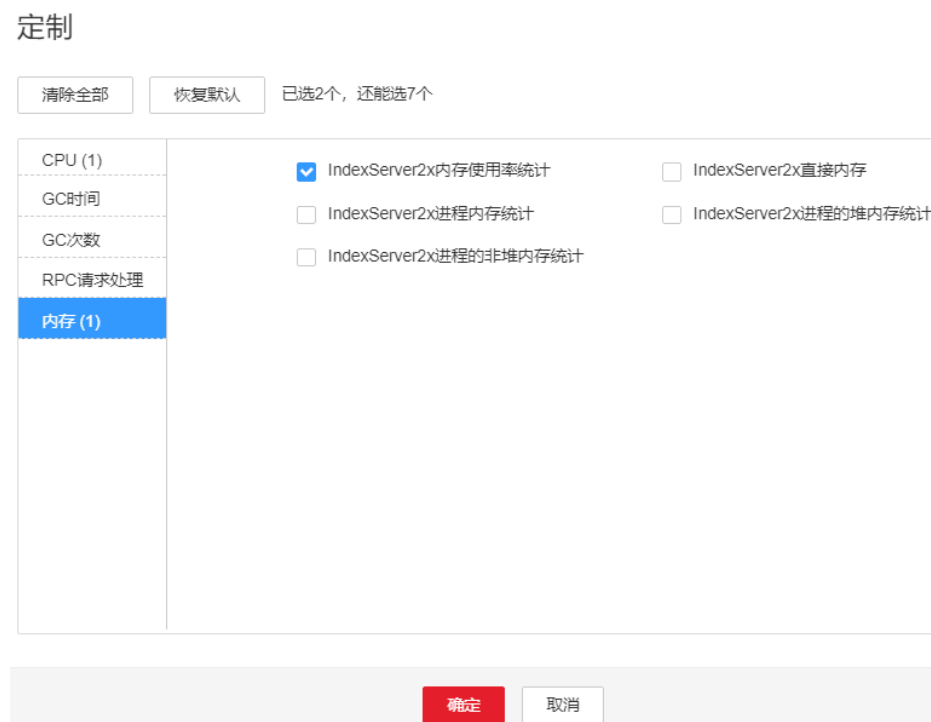 定制
清除全部 恢复默认 已选2个，还能选7个
CPU (1)
GC时间
GC次数
RPC请求处理
内存 (1)
IndexServer2x内存使用率统计 IndexServer2x直接内存
IndexServer2x进程内存统计 IndexServer2x进程的堆内存统计
IndexServer2x进程的非堆内存统计
确定 取消